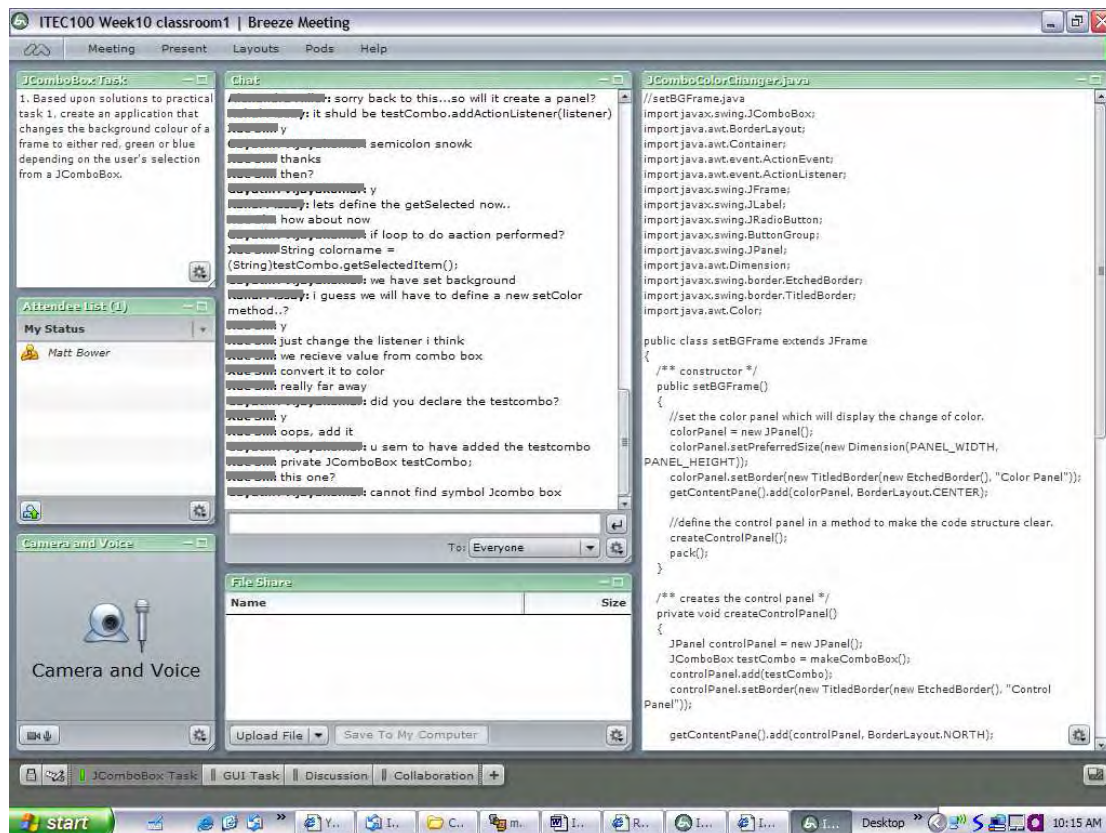 ITEC100 Week10 classroom1 | Breeze Meeting
Meeting Present Layouts Pods Help
JComboBox Task
1. Based upon solutions to practical
task 1, create an application that
changes the background colour of a
frame to either red, green or blue
depending on the user's selection
from a JComboBox.
Attendee List (1)
My Status
Matt Bower
Camera and Voice
Camera and Voice
Chat
: sorry back to this...so will it create a panel?
: it shuld be testCombo.addActionListener(listener)
: y
: semicolon snowk
: thanks
: then?
: y
: lets define the getSelected now..
: how about now
: if loop to do aaction performed?
String colorname =
(String)testCombo.getSelectedItem();
: we have set background
: i guess we will have to define a new setColor
method..?
: y
: just change the listener i think
: we recieve value from combo box
: convert it to color
: really far away
: did you declare the testcombo?
: y
: oops, add it
: u sem to have added the testcombo
: private JComboBox testCombo;
: this one?
: cannot find symbol Jcombo box
To: Everyone
File Share
Name Size
Upload File Save To My Computer
JComboColorChanger.java
//setBGFrame.java
import javax.swing.JComboBox;
import java.awt.BorderLayout;
import java.awt.Container;
import java.awt.event.ActionEvent;
import java.awt.event.ActionListener;
import javax.swing.JFrame;
import javax.swing.JLabel;
import javax.swing.JRadioButton;
import javax.swing.ButtonGroup;
import javax.swing.JPanel;
import java.awt.Dimension;
import javax.swing.border.EtchedBorder;
import javax.swing.border.TitledBorder;
import java.awt.Color;
public class setBGFrame extends JFrame
{
/** constructor */
public setBGFrame()
{
//set the color panel which will display the change of color.
colorPanel = new JPanel();
colorPanel.setPreferredSize(new Dimension(PANEL_WIDTH,
PANEL_HEIGHT));
colorPanel.setBorder(new TitledBorder(new EtchedBorder(), "Color Panel"));
getContentPane().add(colorPanel, BorderLayout.CENTER);
//define the control panel in a method to make the code structure clear.
createControlPanel();
pack();
}
/** creates the control panel */
private void createControlPanel()
{
JPanel controlPanel = new JPanel();
JComboBox testCombo = makeComboBox();
controlPanel.add(testCombo);
controlPanel.setBorder(new TitledBorder(new EtchedBorder(), "Control
Panel"));
getContentPane().add(controlPanel, BorderLayout.NORTH);
JComboBox Task GUI Task Discussion Collaboration +
start » Y.. I.. C.. m.. I.. R.. I... I... I... Desktop » 10:15 AM